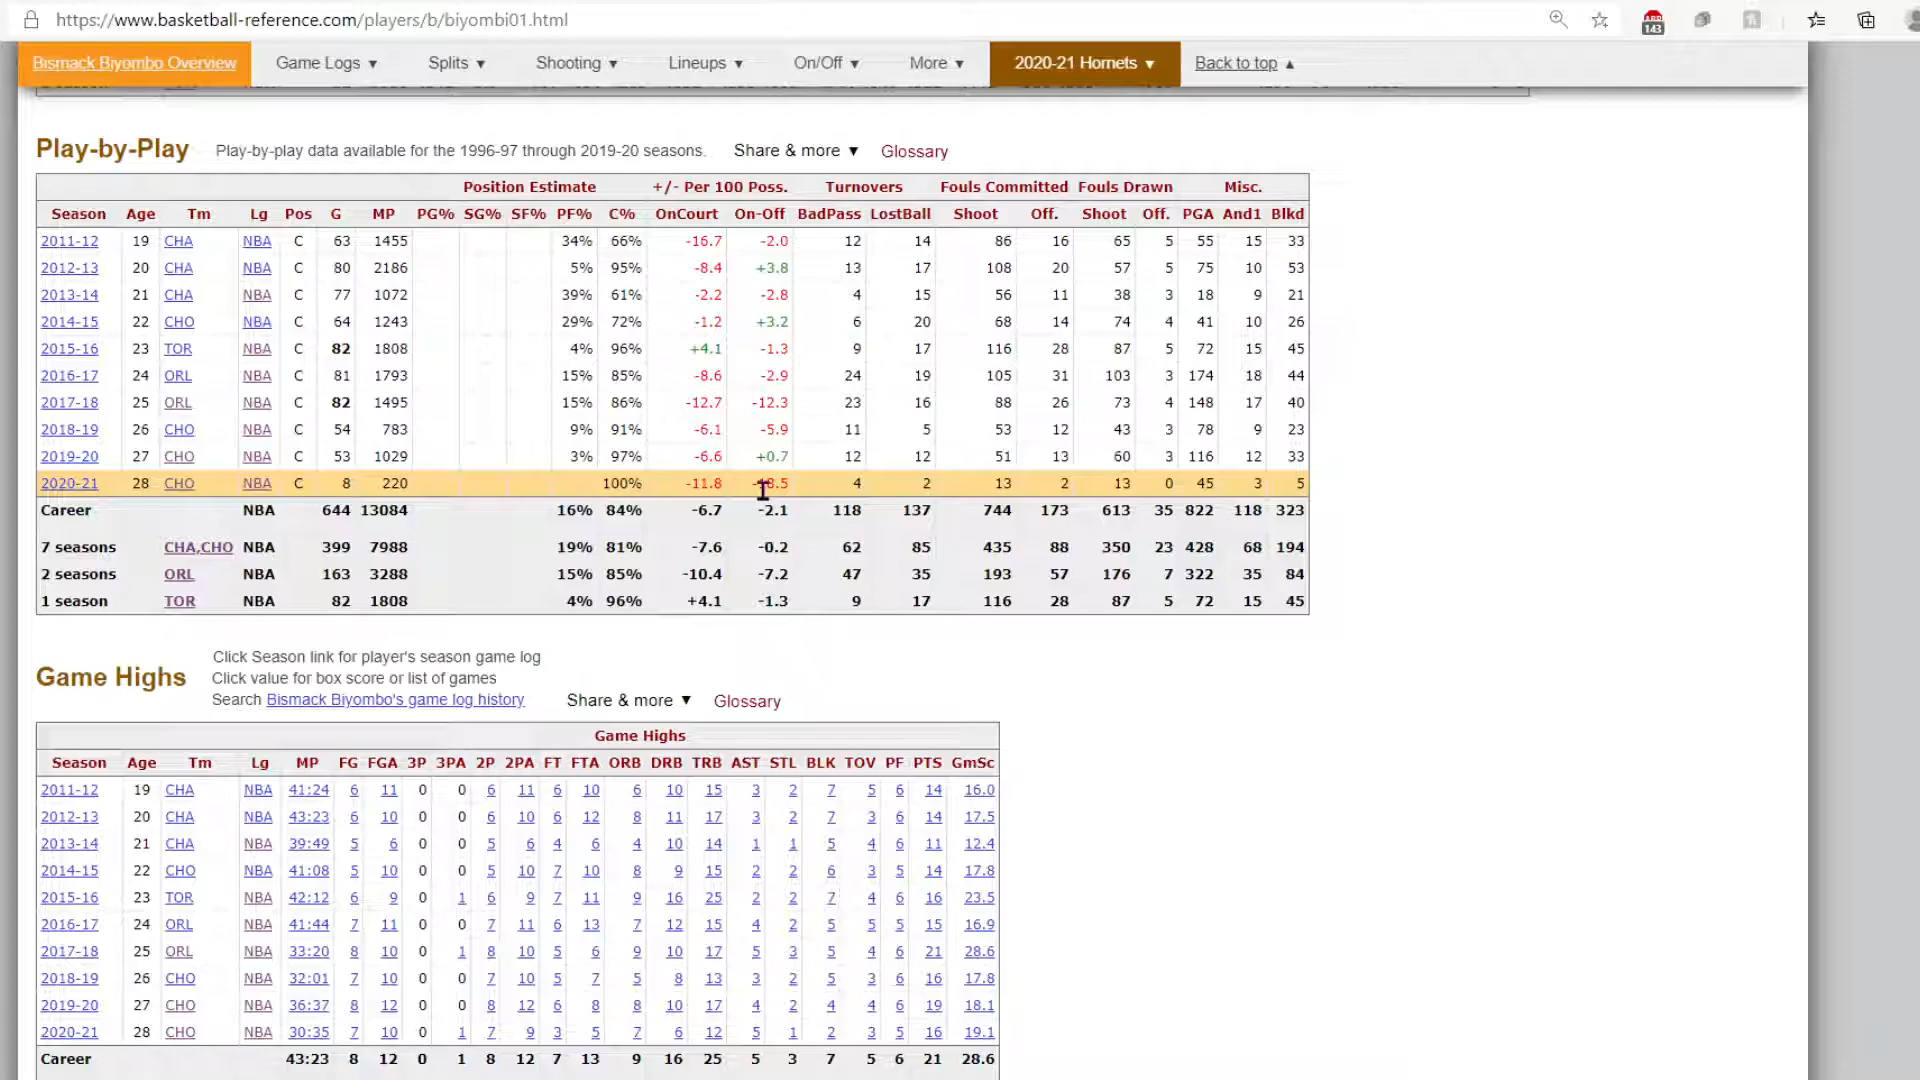 https://www.basketball-reference.com/players/b/biyombi01.html
143
Bismack Biyombo Overview Game Logs ▼ Splits ▼ Shooting ▼ Lineups ▼ On/Off ▼ More ▼ 2020-21 Hornets ▼ Back to top ▲
Play-by-Play Play-by-play data available for the 1996-97 through 2019-20 seasons. Share & more ▼ Glossary
Position Estimate +/- Per 100 Poss. Turnovers Fouls Committed Fouls Drawn Misc.
Season Age Tm Lg Pos G MP PG% SG% SF% PF% C% OnCourt On-Off BadPass LostBall Shoot Off. Shoot Off. PGA And1 Blkd
2011-12 19 CHA NBA C 63 1455 34% 66% -16.7 -2.0 12 14 86 16 65 5 55 15 33
2012-13 20 CHA NBA C 80 2186 5% 95% -8.4 +3.8 13 17 108 20 57 5 75 10 53
2013-14 21 CHA NBA C 77 1072 39% 61% -2.2 -2.8 4 15 56 11 38 3 18 9 21
2014-15 22 CHO NBA C 64 1243 29% 72% -1.2 +3.2 6 20 68 14 74 4 41 10 26
2015-16 23 TOR NBA C 82 1808 4% 96% +4.1 -1.3 9 17 116 28 87 5 72 15 45
2016-17 24 ORL NBA C 81 1793 15% 85% -8.6 -2.9 24 19 105 31 103 3 174 18 44
2017-18 25 ORL NBA C 82 1495 15% 86% -12.7 -12.3 23 16 88 26 73 4 148 17 40
2018-19 26 CHO NBA C 54 783 9% 91% -6.1 -5.9 11 5 53 12 43 3 78 9 23
2019-20 27 CHO NBA C 53 1029 3% 97% -6.6 +0.7 12 12 51 13 60 3 116 12 33
2020-21 28 CHO NBA C 8 220 100% -11.8 4 2 13 2 13 0 45 3 5
Career NBA 644 13084 16% 84% -6.7 -2.1 118 137 744 173 613 35 822 118 323
7 seasons CHA,CHO NBA 399 7988 19% 81% -7.6 -0.2 62 85 435 88 350 23 428 68 194
2 seasons ORL NBA 163 3288 15% 85% -10.4 -7.2 47 35 193 57 176 7 322 35 84
1 season TOR NBA 82 1808 4% 96% +4.1 -1.3 9 17 116 28 87 5 72 15 45
Game Highs
Click Season link for player's season game log
Click value for box score or list of games
Search Bismack Biyombo's game log history Share & more ▼ Glossary
Game Highs
Season Age Tm Lg MP FG FGA 3P 3PA 2P 2PA FT FTA ORB DRB TRB AST STL BLK TOV PF PTS GmSc
2011-12 19 CHA NBA 41:24 6 11 0 0 6 11 6 10 6 10 15 3 2 7 5 6 14 16.0
2012-13 20 CHA NBA 43:23 6 10 0 0 6 10 6 12 8 11 17 3 2 7 3 6 14 17.5
2013-14 21 CHA NBA 39:49 5 6 0 0 5 6 4 6 4 10 14 1 1 5 4 6 11 12.4
2014-15 22 CHO NBA 41:08 5 10 0 0 5 10 7 10 8 9 15 2 2 6 3 5 14 17.8
2015-16 23 TOR NBA 42:12 6 9 0 1 6 9 7 11 9 16 25 2 2 7 4 6 16 23.5
2016-17 24 ORL NBA 41:44 7 11 0 0 7 11 6 13 7 12 15 4 2 5 5 5 15 16.9
2017-18 25 ORL NBA 33:20 8 10 0 1 8 10 5 6 9 10 17 5 3 5 4 6 21 28.6
2018-19 26 CHO NBA 32:01 7 10 0 0 7 10 5 7 5 8 13 3 2 5 3 6 16 17.8
2019-20 27 CHO NBA 36:37 8 12 0 0 8 12 6 8 8 10 17 4 2 4 4 6 19 18.1
2020-21 28 CHO NBA 30:35 7 10 0 1 7 9 3 5 7 6 12 5 1 2 3 5 16 19.1
Career 43:23 8 12 0 1 8 12 7 13 9 16 25 5 3 7 5 6 21 28.6